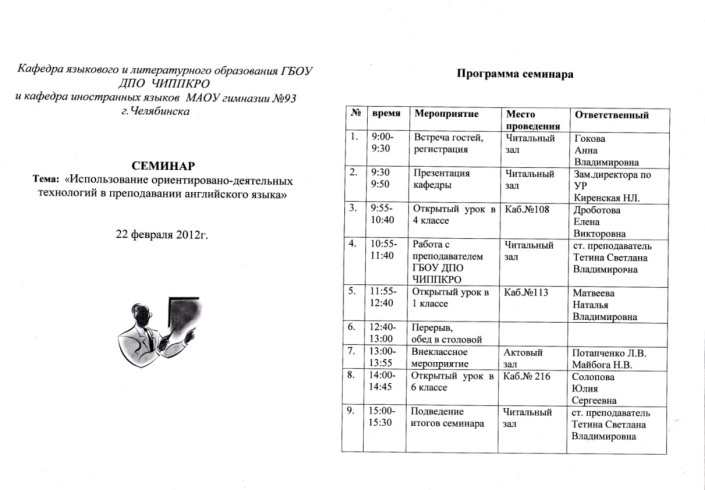 Кафедра языкового и литературного образования ГБОУ
ДПО ЧИППКРО
и кафедра иностранных языков МАОУ гимназии №93
г.Челябинска
СЕМИНАР
Тема: «Использование ориентировано-деятельных
технологий в преподавании английского языка»
22 февраля 2012г.
Программа семинара
№ время Мероприятие Место проведения Ответственный
1. 9:00-9:30 Встреча гостей, регистрация Читальный зал Гокова Анна Владимировна
2. 9:30 9:50 Презентация кафедры Читальный зал Зам.директора по УР Киренская НЛ.
3. 9:55-10:40 Открытый урок в 4 классе Каб.№108 Дроботова Елена Викторовна
4. 10:55-11:40 Работа с преподавателем ГБОУ ДПО ЧИППКРО Читальный зал ст. преподаватель Тетина Светлана Владимировна
5. 11:55-12:40 Открытый урок в 1 классе Каб.№113 Матвеева Наталья Владимировна
6. 12:40-13:00 Перерыв, обед в столовой
7. 13:00-13:55 Внеклассное мероприятие Актовый зал Потапченко Л.В. Майбога Н.В.
8. 14:00-14:45 Открытый урок в 6 классе Каб.№ 216 Солопова Юлия Сергеевна
9. 15:00-15:30 Подведение итогов семинара Читальный зал ст. преподаватель Тетина Светлана Владимировна